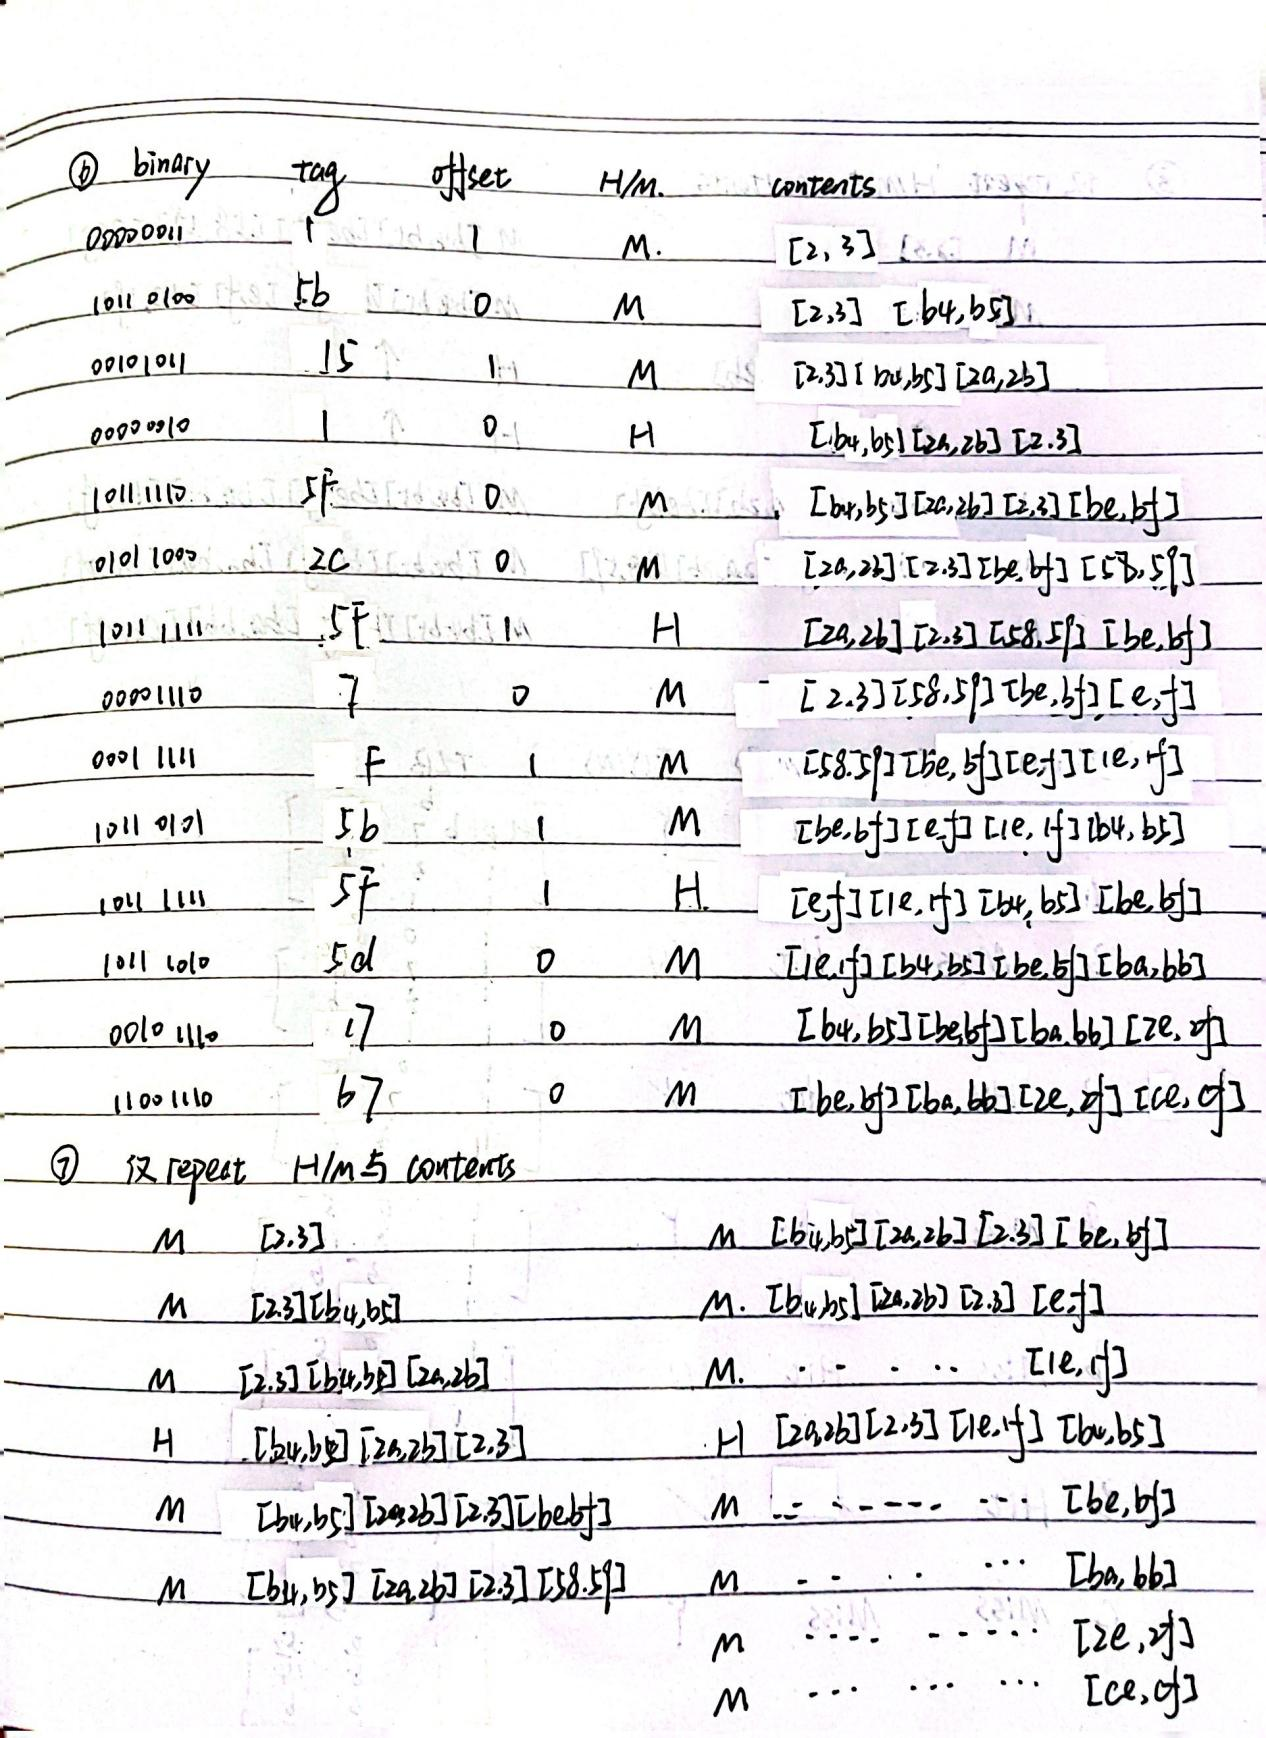 ⑥ binary tag offset H/M. contents
00000011 1 1 M. [2,3]
1011 0100 5b 0 M [2,3] [b4,b5]
00101011 15 1 M [2.3][b4,b5][2a,2b]
00000010 1 0 H [b4,b5][2a,2b][2.3]
1011 1110 5F 0 M [b4,b5][2a,2b][2,3][be,bf]
0101 1000 2C 0 M [2a,2b][2.3][be,bf][58,59]
1011 1111 5F 1 H [2a,2b][2.3][58,59][be,bf]
00001110 7 0 M [2.3][58,59][be,bf][e,f]
0001 1111 F 1 M [58.59][be,bf][e,f][1e,1f]
1011 0101 5b 1 M [be,bf][e,f][1e,1f][b4,b5]
1011 1111 5F 1 H. [e,f][1e,1f][b4,b5][be,bf]
1011 1010 5d 0 M [1e,1f][b4,b5][be,bf][ba,bb]
0010 1110 17 0 M [b4,b5][be,bf][ba,bb][2e,2f]
11001110 67 0 M [be,bf][ba,bb][2e,2f][ce,cf]
⑦ 仅repeat H/M与 contents
M [2.3] M [b4,b5][2a,2b][2.3][be,bf]
M [2.3][b4,b5] M. [b4,b5][2a,2b][2.3][e,f]
M [2.3][b4,b5][2a,2b] M. . . . .. [1e,1f]
H [b4,b5][2a,2b][2.3] H [2a,2b][2.3][1e,1f][b4,b5]
M [b4,b5][2a,2b][2.3][be,bf] M -- ------ --- [be,bf]
M [b4,b5][2a,2b][2.3][58.59] M - - . . ... [ba,bb]
M .... ----... [2e,2f]
M ... ... ... [ce,cf]